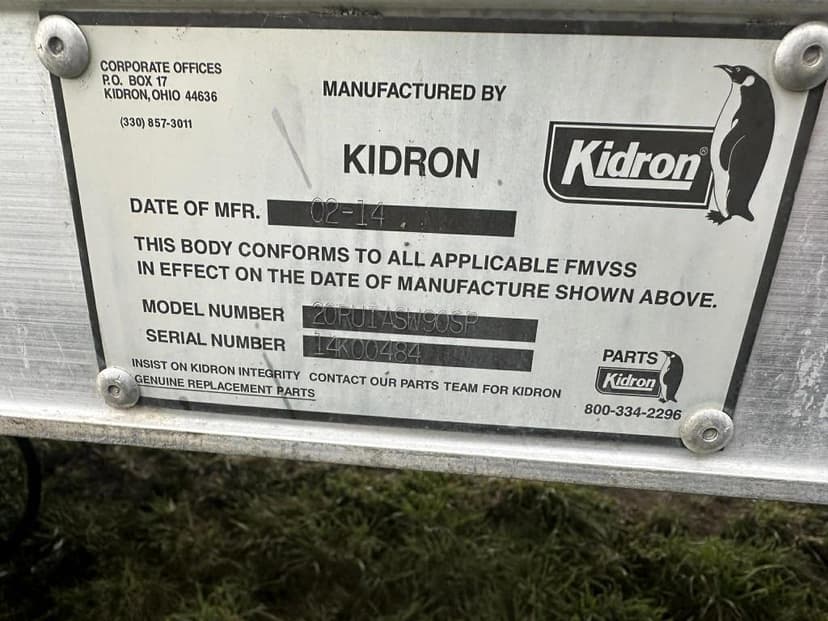 CORPORATE OFFICES
P.O. BOX 17
KIDRON, OHIO 44636
(330) 857-3011
MANUFACTURED BY
KIDRON
Kidron®
DATE OF MFR. 02-14
THIS BODY CONFORMS TO ALL APPLICABLE FMVSS
IN EFFECT ON THE DATE OF MANUFACTURE SHOWN ABOVE.
MODEL NUMBER 20RUIASW90SP
SERIAL NUMBER 14K00484
INSIST ON KIDRON INTEGRITY CONTACT OUR PARTS TEAM FOR KIDRON
GENUINE REPLACEMENT PARTS
PARTS
Kidron
800-334-2296